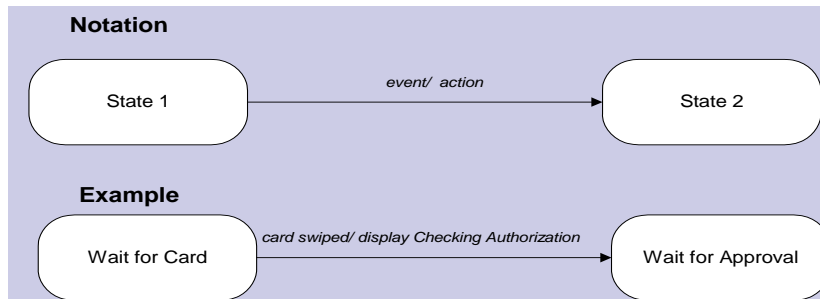 Notation
event/ action
State 1
State 2
Example
card swiped/ display Checking Authorization
Wait for Card
Wait for Approval